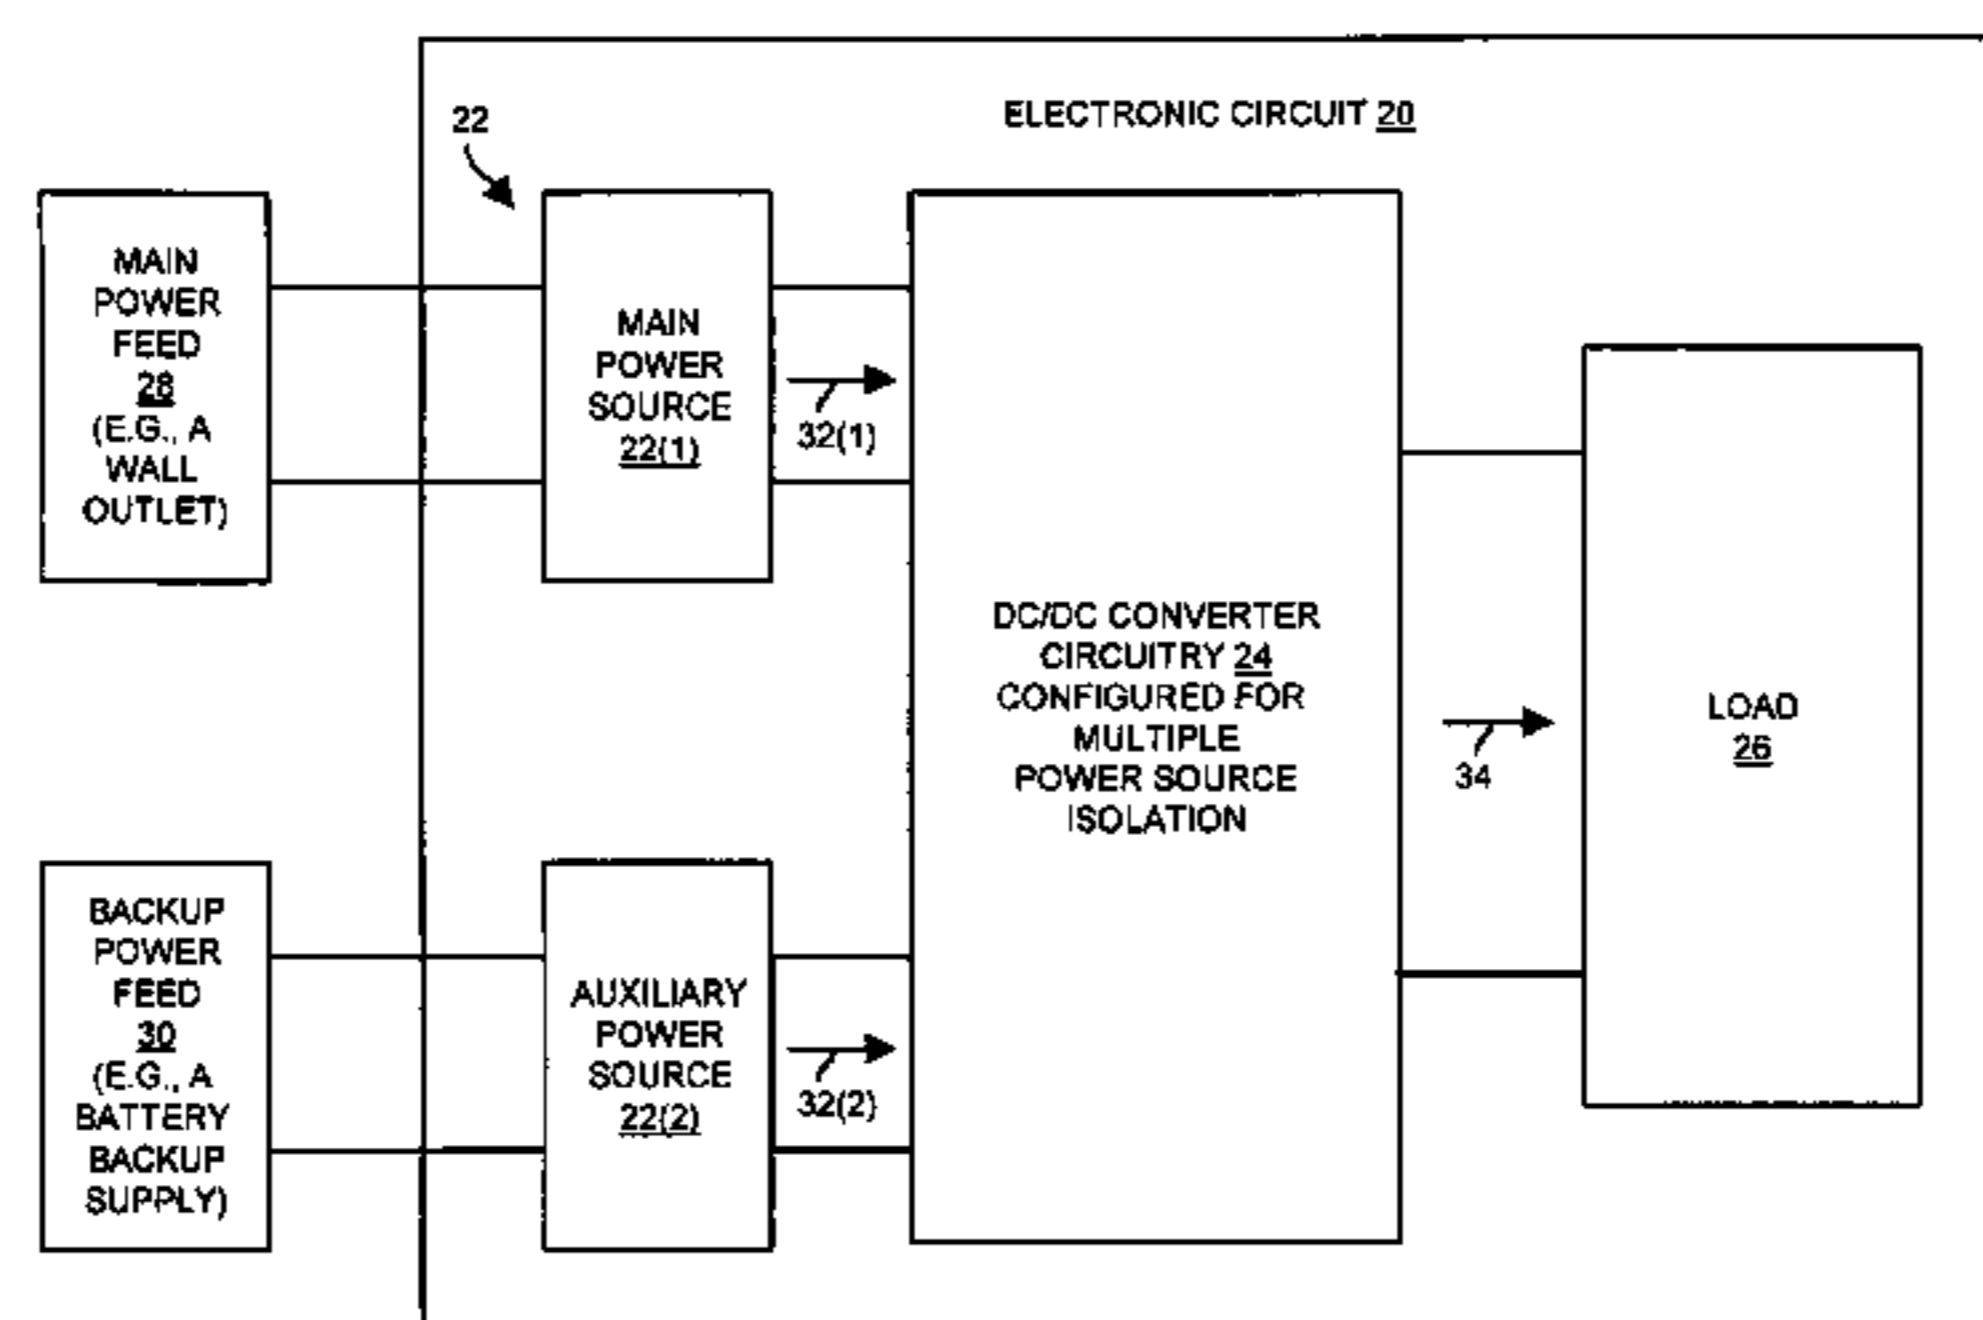 ELECTRONIC CIRCUIT 20
22
MAIN
POWER
FEED
28
(E.G., A
WALL
OUTLET)
MAIN
POWER
SOURCE
22(1)
32(1)
DC/DC CONVERTER
CIRCUITRY 24
CONFIGURED FOR
MULTIPLE
POWER SOURCE
ISOLATION
34
LOAD
26
BACKUP
POWER
FEED
30
(E.G., A
BATTERY
BACKUP
SUPPLY)
AUXILIARY
POWER
SOURCE
22(2)
32(2)